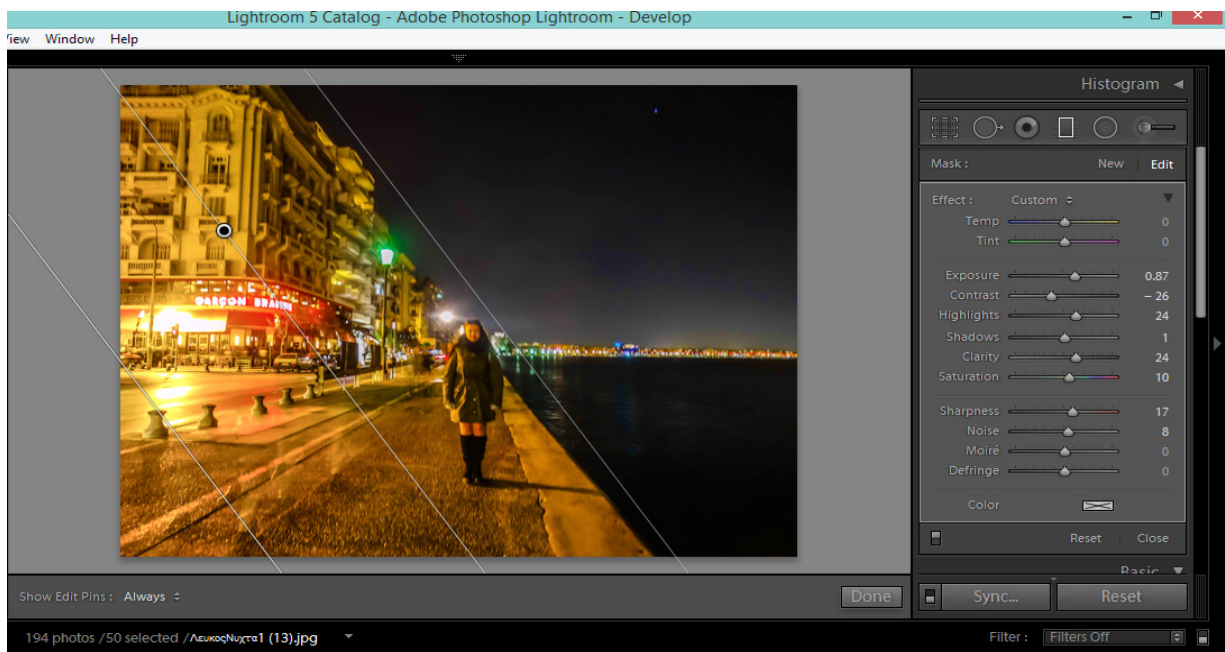 Lightroom 5 Catalog - Adobe Photoshop Lightroom - Develop
View Window Help
Histogram
Mask : New Edit
Effect : Custom
Temp 0
Tint 0
Exposure 0.87
Contrast – 26
Highlights 24
Shadows 1
Clarity 24
Saturation 10
Sharpness 17
Noise 8
Moiré 0
Defringe 0
Color
Reset Close
Basic
GARÇON BRASSERIE
Show Edit Pins : Always Done Sync... Reset
194 photos /50 selected /ΛευκοςΝυχτα1 (13).jpg Filter : Filters Off